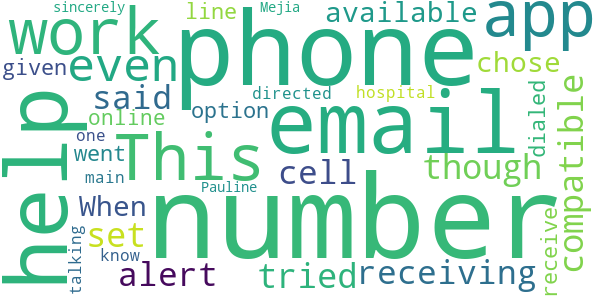 sincerely
Mejia
line
available
app
work
phone
even
given
chose
said
directed
hospital
email
compatible
online
option
dialed
help
one
This
went
cell
though
main
Pauline
When
number
set
know
talking
alert
tried
receiving
receive